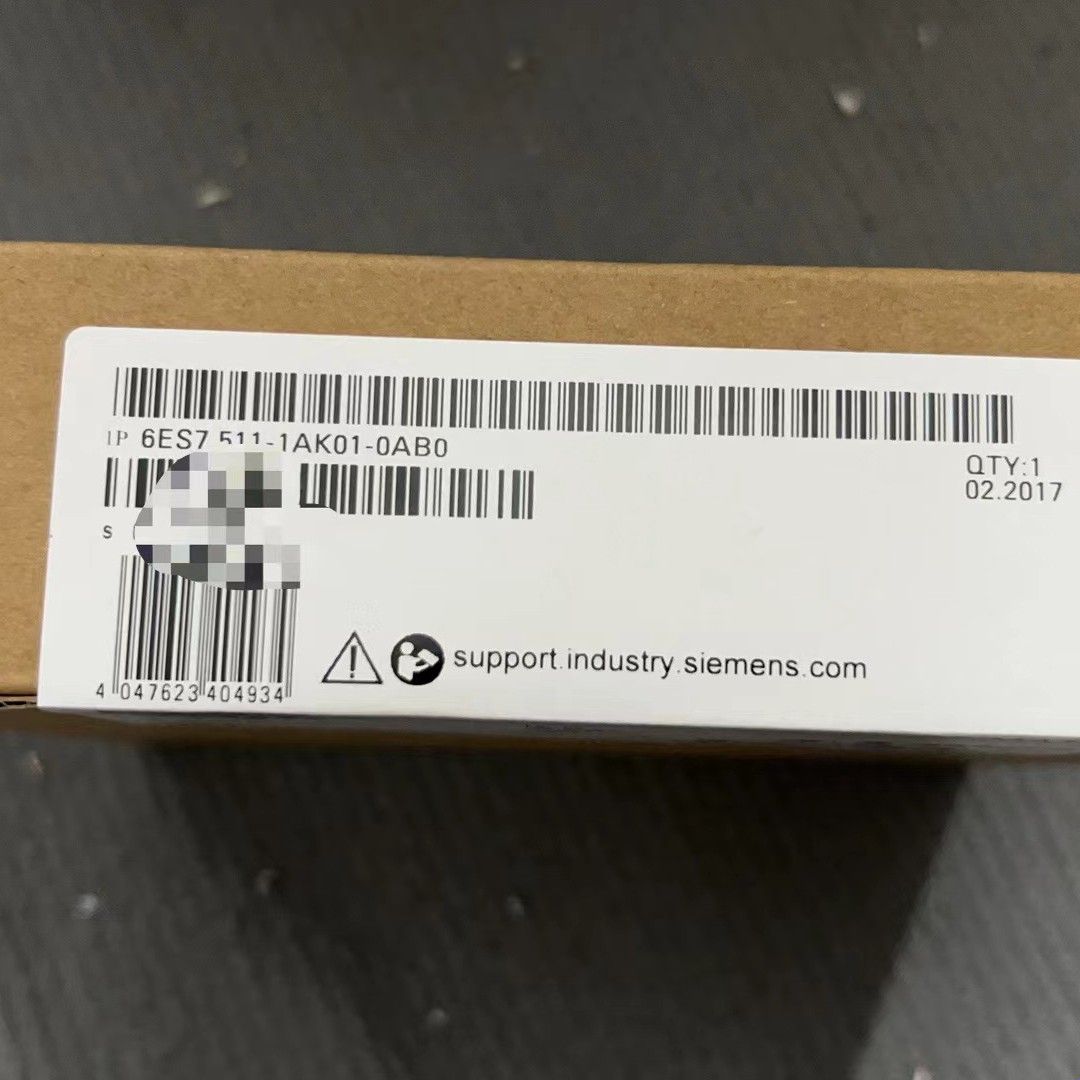 1P 6ES7 511-1AK01-0AB0
QTY:1
02.2017
S
support.industry.siemens.com
4 047623 404934